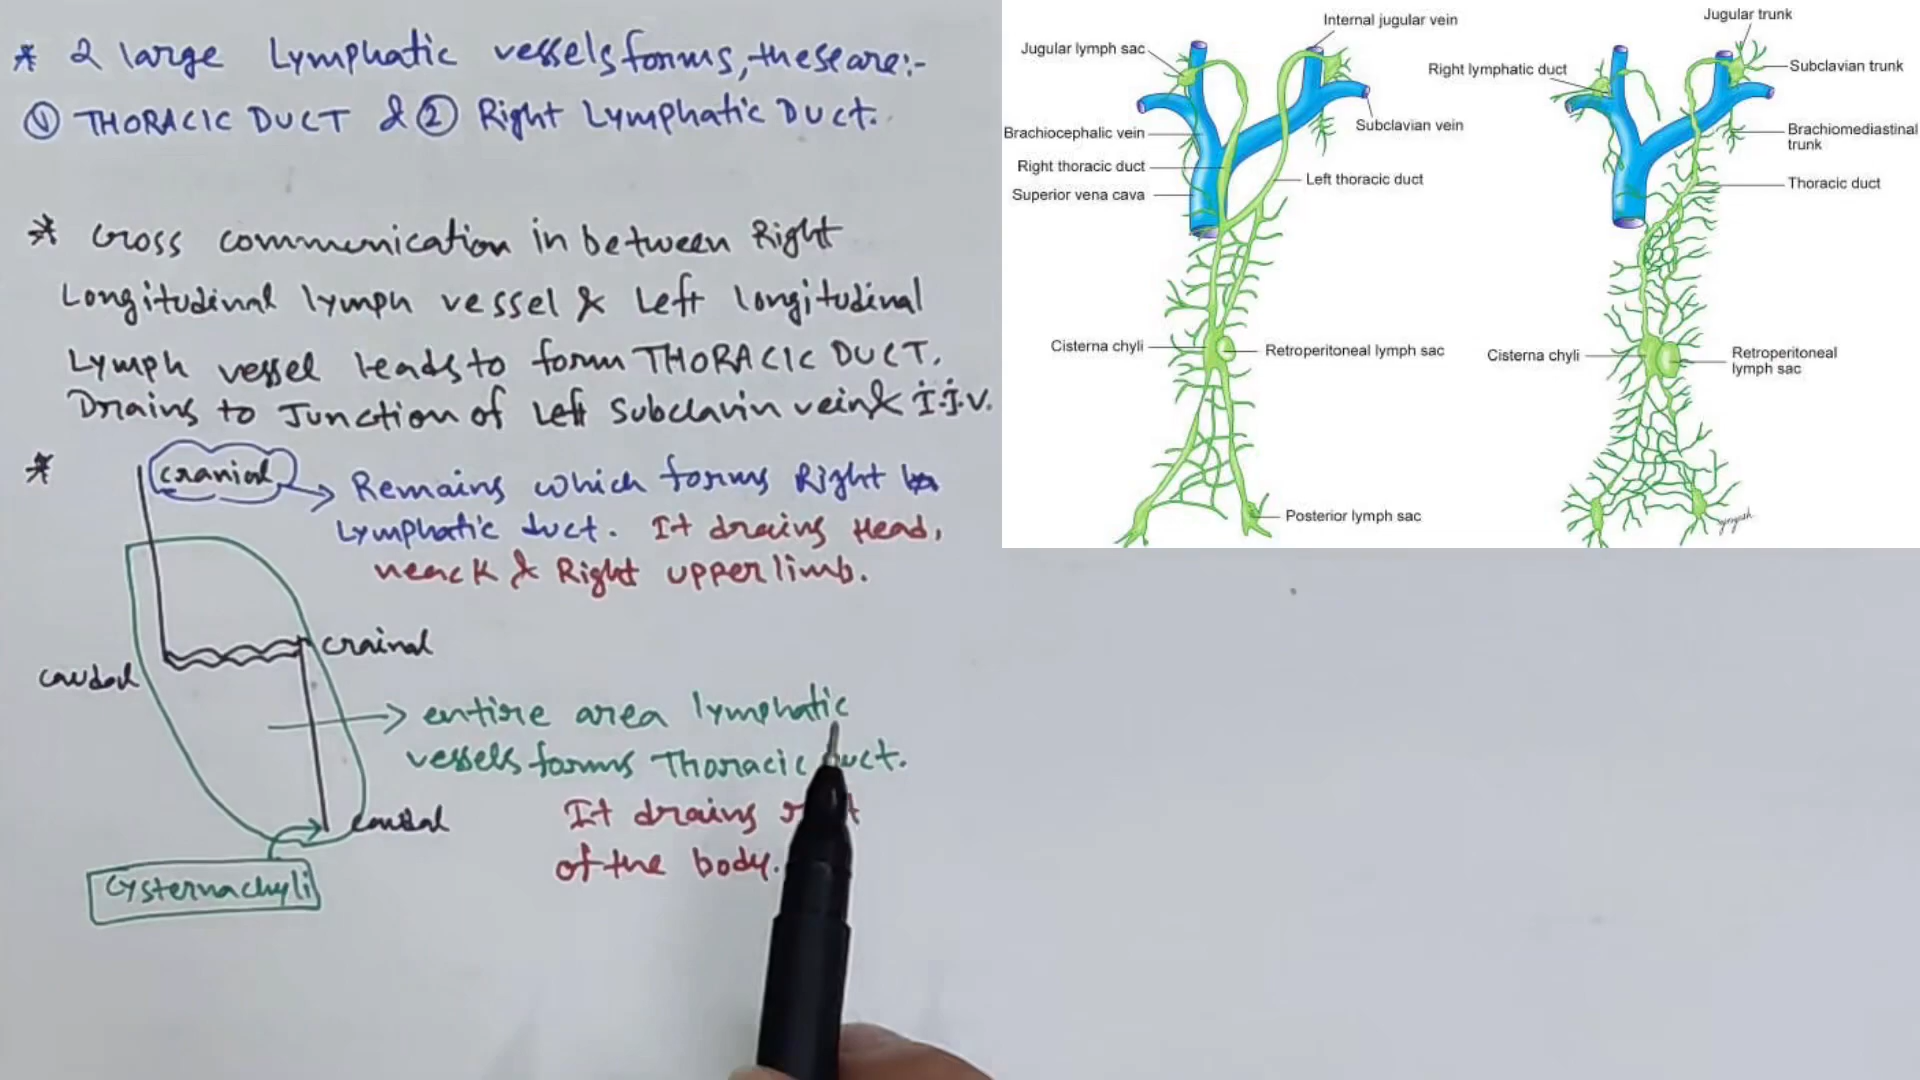 * 2 large Lymphatic vessels forms, these are:-
① THORACIC DUCT & ② Right Lymphatic Duct.
* Cross communication in between Right
Longitudinal lymph vessel & Left longitudinal
Lymph vessel leads to form THORACIC DUCT.
Drains to Junction of Left Subclavin vein & I.J.V.
* cranial
Remains which forms Right
Lymphatic duct. It drains Head,
neack & Right upper limb.
crainal
caudal
entire area lymphatic
vessels forms Thoracic Duct.
It drains
of the body.
caudal
Cysternachyli
Internal jugular vein
Jugular lymph sac
Brachiocephalic vein
Subclavian vein
Right thoracic duct
Left thoracic duct
Superior vena cava
Cisterna chyli
Retroperitoneal lymph sac
Posterior lymph sac
Jugular trunk
Right lymphatic duct
Subclavian trunk
Brachiomediastinal
trunk
Thoracic duct
Cisterna chyli
Retroperitoneal
lymph sac